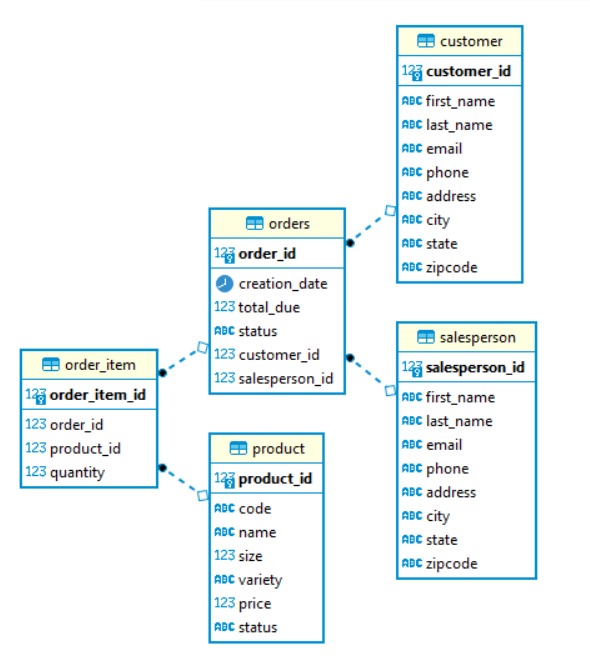 customer
123 customer_id
ABC first_name
ABC last_name
ABC email
ABC phone
ABC address
ABC city
ABC state
ABC zipcode
orders
123 order_id
creation_date
123 total_due
ABC status
123 customer_id
123 salesperson_id
salesperson
123 salesperson_id
ABC first_name
ABC last_name
ABC email
ABC phone
ABC address
ABC city
ABC state
ABC zipcode
order_item
123 order_item_id
123 order_id
123 product_id
123 quantity
product
123 product_id
ABC code
ABC name
123 size
ABC variety
123 price
ABC status